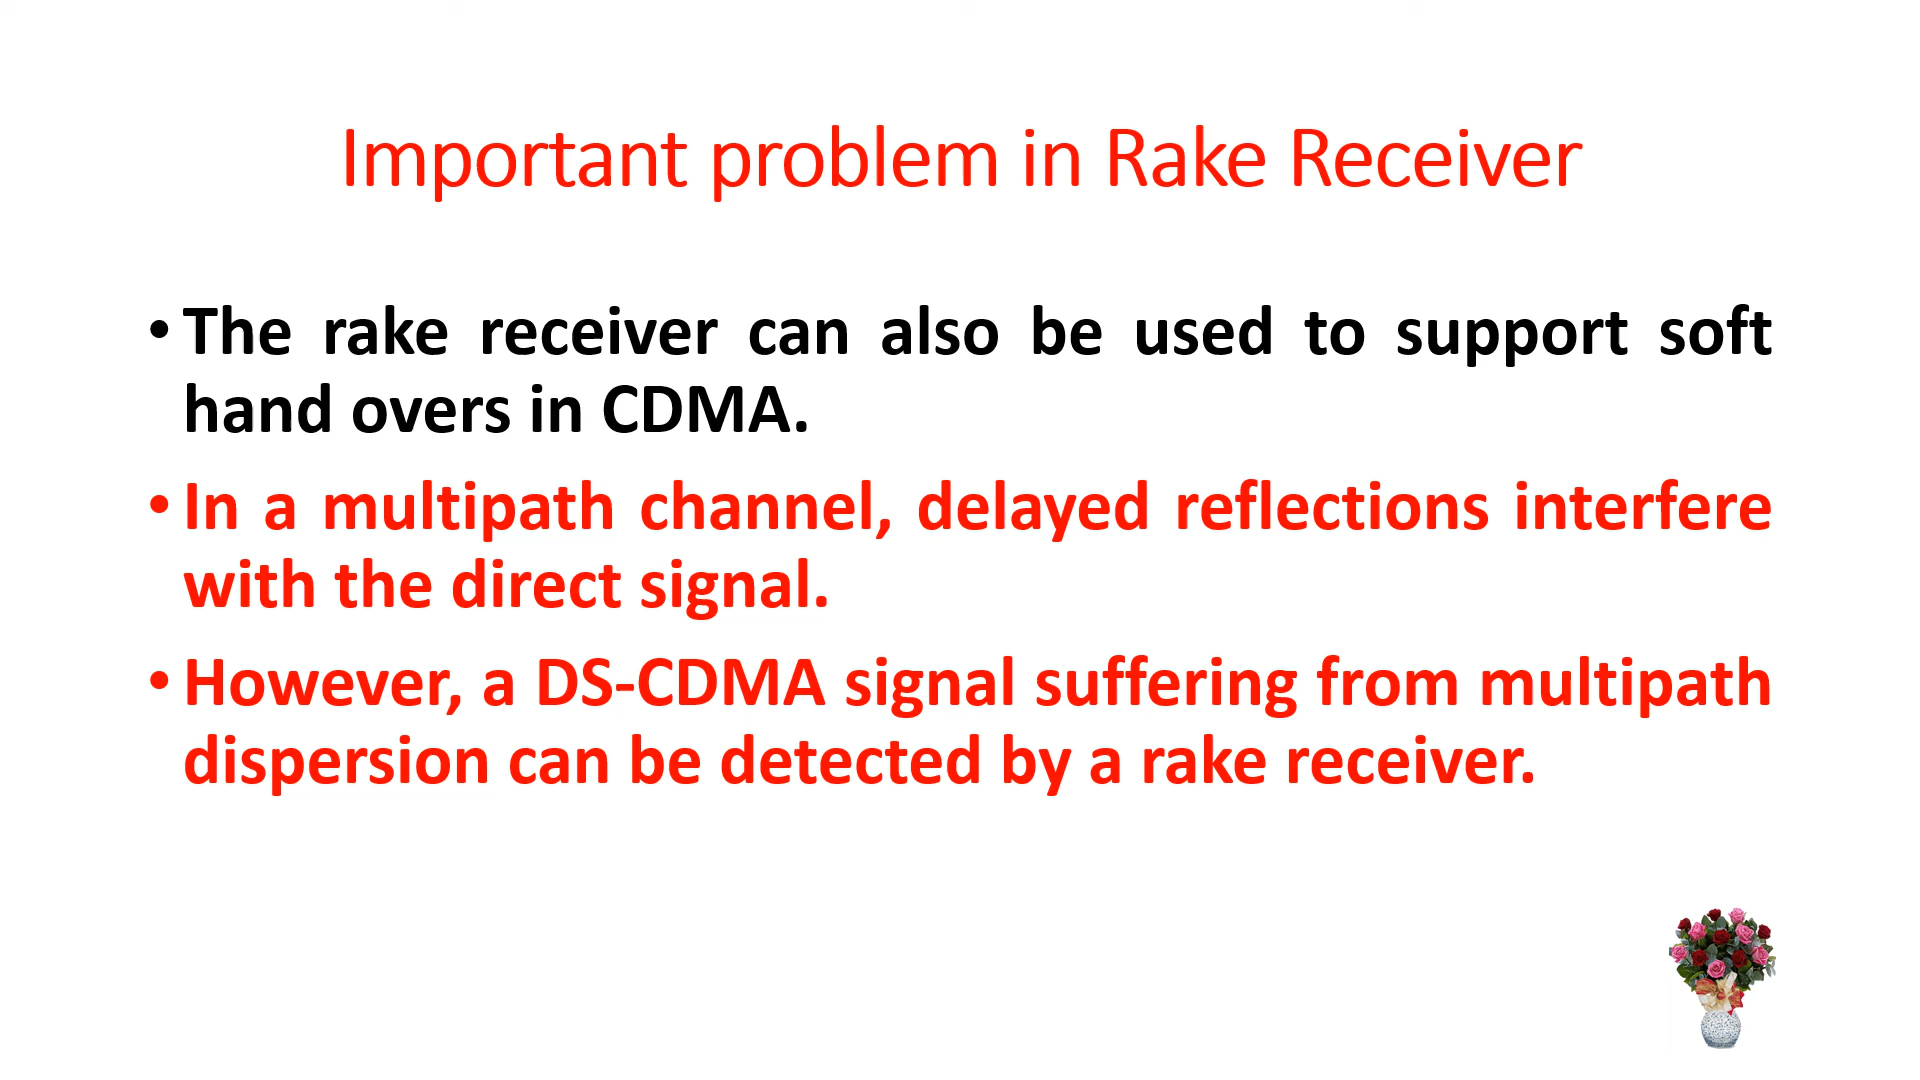 Important problem in Rake Receiver
• The rake receiver can also be used to support soft
hand overs in CDMA.
• In a multipath channel, delayed reflections interfere
with the direct signal.
• However, a DS-CDMA signal suffering from multipath
dispersion can be detected by a rake receiver.